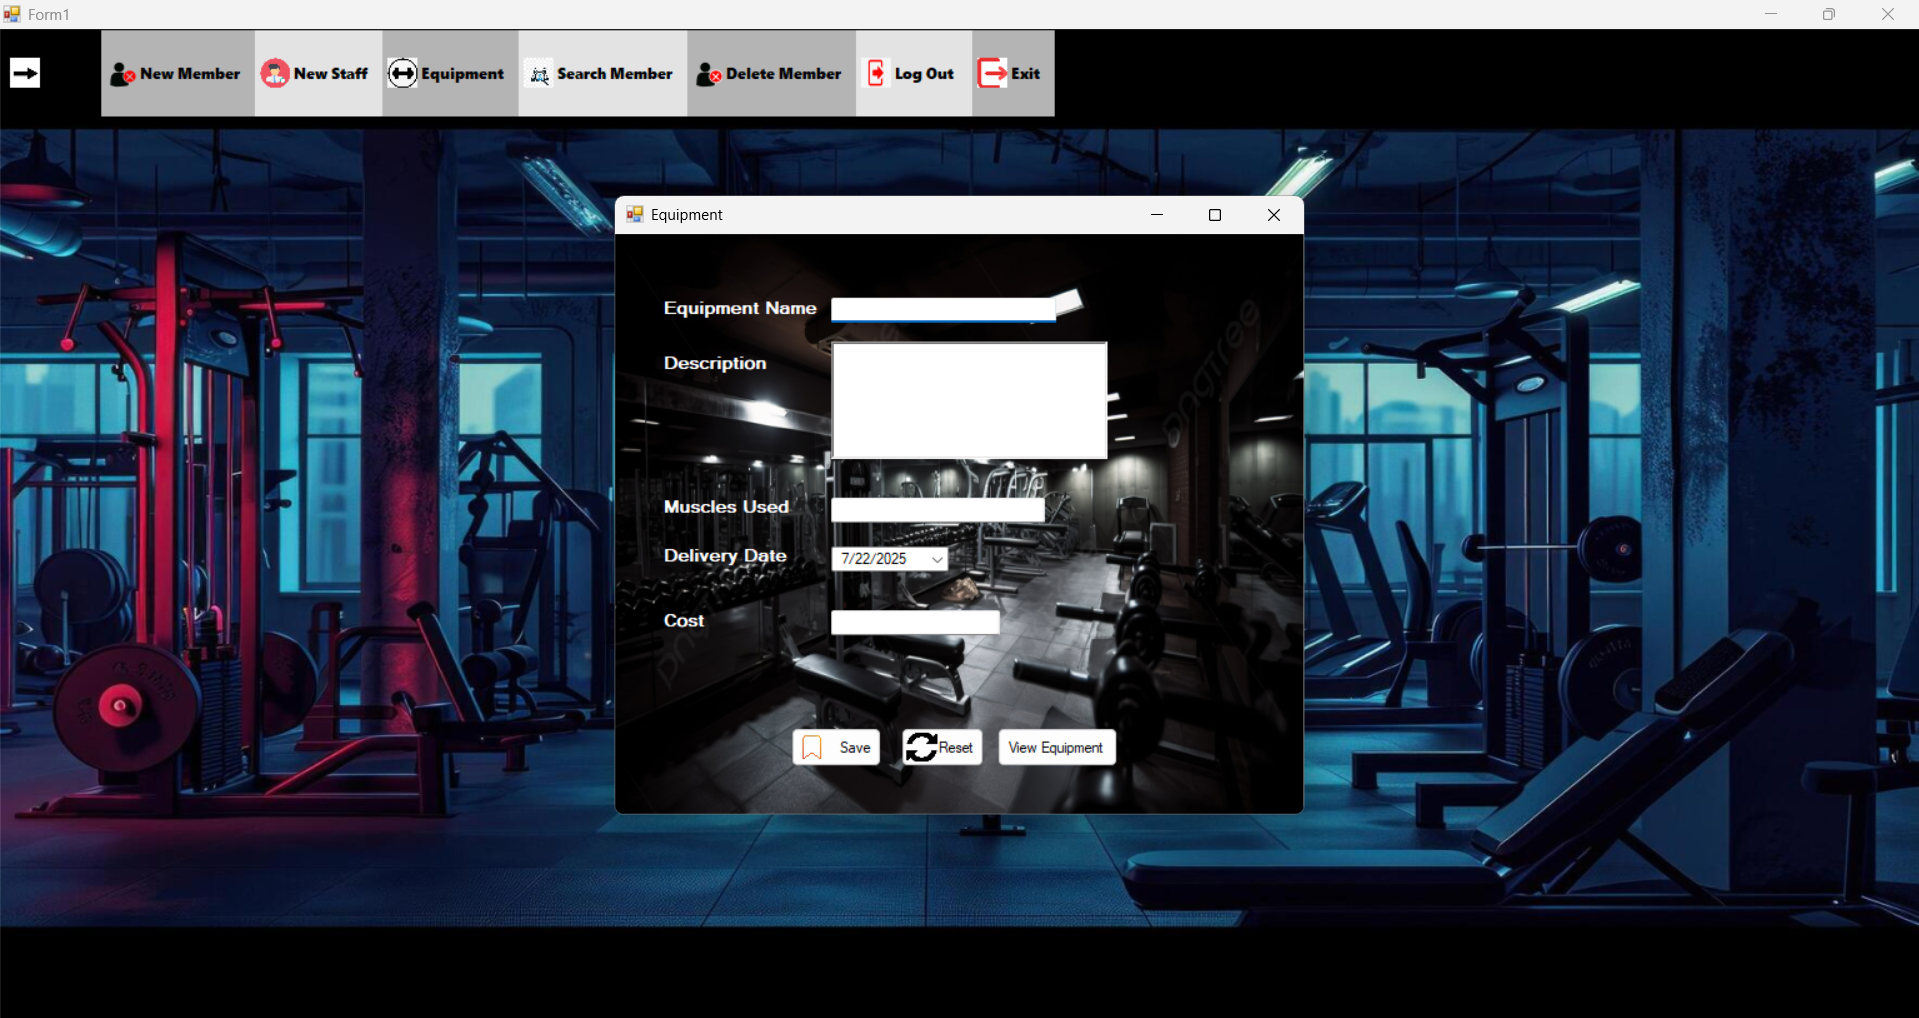 Form1
New Member
New Staff
Equipment
Search Member
Delete Member
Log Out
Exit
Equipment
Equipment Name
Description
Muscles Used
Delivery Date
7/22/2025
Cost
Save
Reset
View Equipment
pngtree